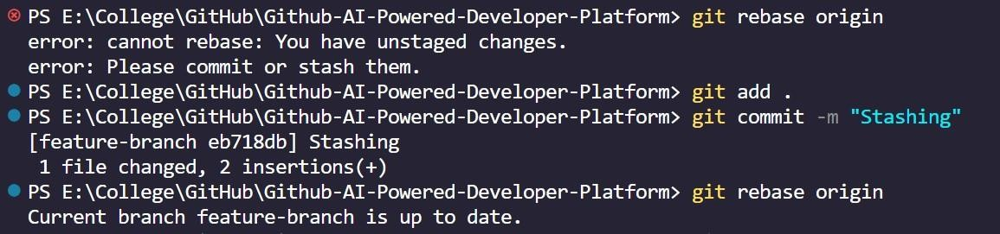 PS E:\College\GitHub\Github-AI-Powered-Developer-Platform> git rebase origin
error: cannot rebase: You have unstaged changes.
error: Please commit or stash them.
PS E:\College\GitHub\Github-AI-Powered-Developer-Platform> git add .
PS E:\College\GitHub\Github-AI-Powered-Developer-Platform> git commit -m "Stashing"
[feature-branch eb718db] Stashing
 1 file changed, 2 insertions(+)
PS E:\College\GitHub\Github-AI-Powered-Developer-Platform> git rebase origin
Current branch feature-branch is up to date.